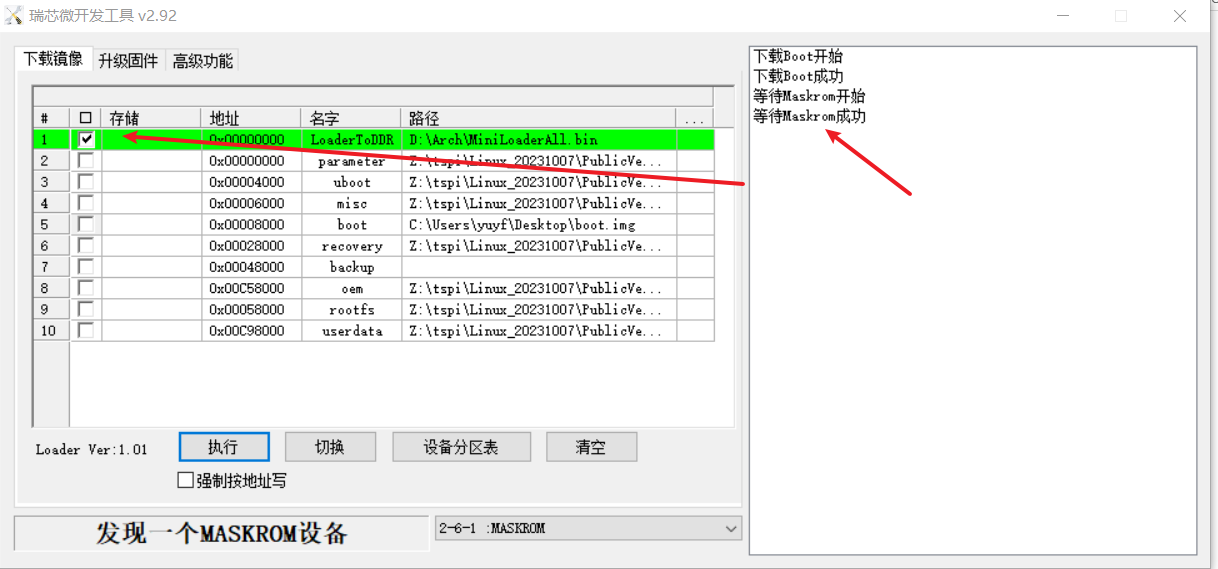 瑞芯微开发工具 v2.92
下载镜像 升级固件 高级功能
# 存储 地址 名字 路径 ...
1 0x00000000 LoaderToDDR D:\Arch\MiniLoaderAll.bin
2 0x00000000 parameter Z:\tspi\Linux_20231007\PublicVe...
3 0x00004000 uboot Z:\tspi\Linux_20231007\PublicVe...
4 0x00006000 misc Z:\tspi\Linux_20231007\PublicVe...
5 0x00008000 boot C:\Users\yuyf\Desktop\boot.img
6 0x00028000 recovery Z:\tspi\Linux_20231007\PublicVe...
7 0x00048000 backup
8 0x00C58000 oem Z:\tspi\Linux_20231007\PublicVe...
9 0x00058000 rootfs Z:\tspi\Linux_20231007\PublicVe...
10 0x00C98000 userdata Z:\tspi\Linux_20231007\PublicVe...
Loader Ver:1.01 执行 切换 设备分区表 清空
强制按地址写
发现一个MASKROM设备 2-6-1 :MASKROM
下载Boot开始
下载Boot成功
等待Maskrom开始
等待Maskrom成功